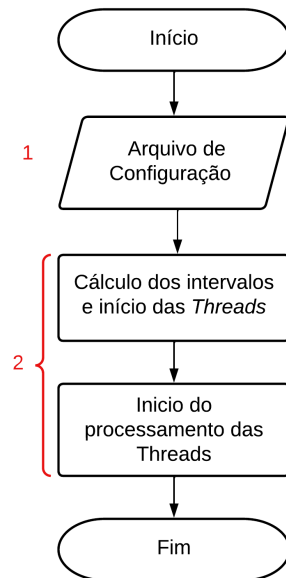 Início
1
Arquivo de
Configuração
Cálculo dos intervalos
e início das Threads
2
Inicio do
processamento das
Threads
Fim